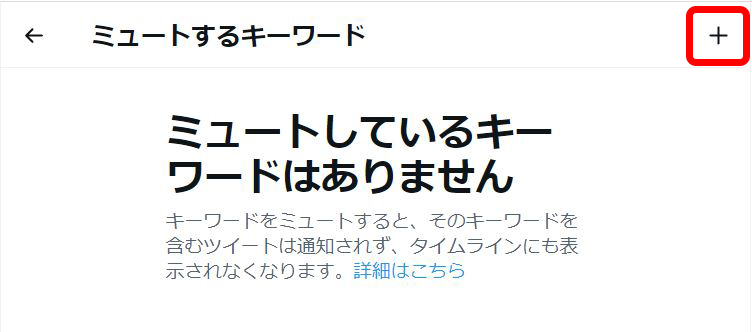 ミュートするキーワード
ミュートしているキー
ワードはありません
キーワードをミュートすると、そのキーワードを
含むツイートは通知されず、タイムラインにも表
示されなくなります。詳細はこちら